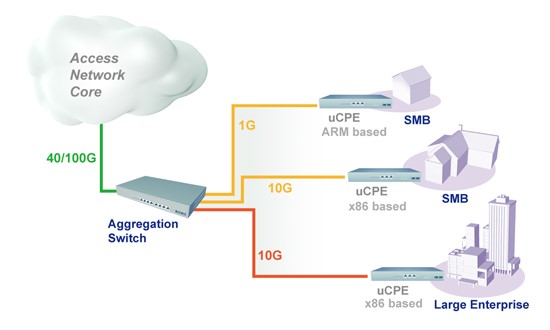 Access
Network
Core
40/100G
Aggregation
Switch
1G
10G
10G
uCPE
ARM based
SMB
uCPE
x86 based
SMB
uCPE
x86 based
Large Enterprise